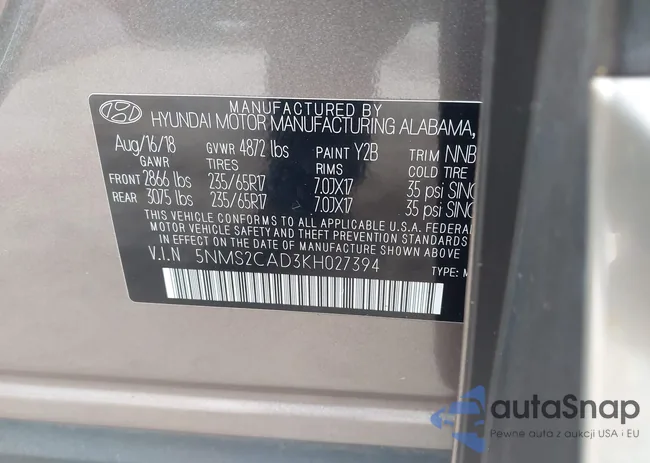 MANUFACTURED BY
HYUNDAI MOTOR MANUFACTURING ALABAMA,
Aug/16/18 GVWR 4872 lbs PAINT Y2B TRIM NNB
GAWR TIRES RIMS COLD TIRE
FRONT 2866 lbs 235/65R17 7.0JX17 35 psi SING
REAR 3075 lbs 235/65R17 7.0JX17 35 psi SING
THIS VEHICLE CONFORMS TO ALL APPLICABLE U.S.A. FEDERA
MOTOR VEHICLE SAFETY AND THEFT PREVENTION STANDARDS
IN EFFECT ON THE DATE OF MANUFACTURE SHOWN ABOVE.
V.I.N 5NMS2CAD3KH027394
TYPE: M
autoSnap
Pewne auta z aukcji USA i EU